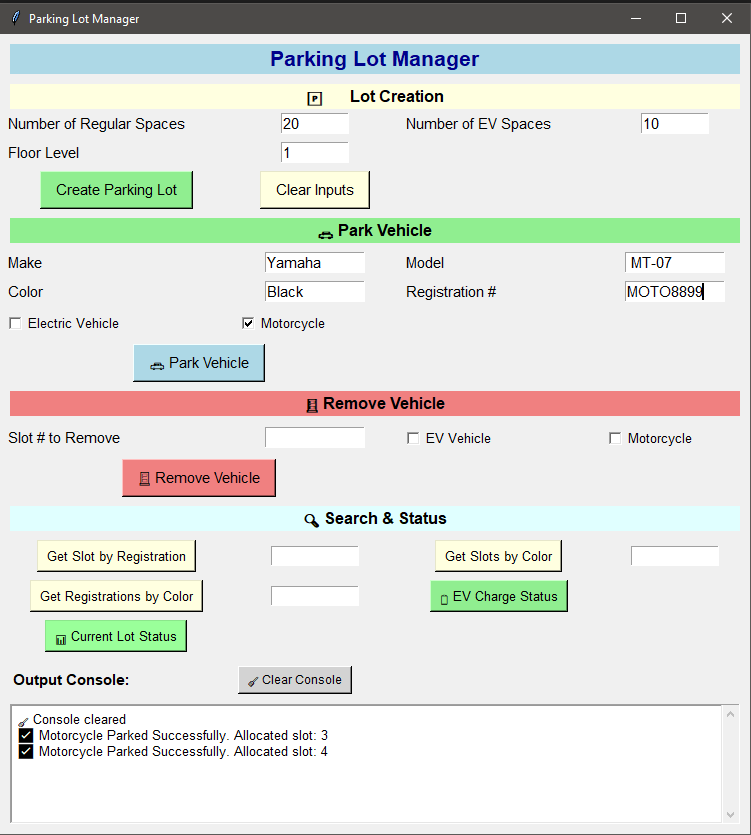 Parking Lot Manager
Parking Lot Manager
P Lot Creation
Number of Regular Spaces 20 Number of EV Spaces 10
Floor Level 1
Create Parking Lot Clear Inputs
Park Vehicle
Make Yamaha Model MT-07
Color Black Registration # MOTO8899
Electric Vehicle Motorcycle
Park Vehicle
Remove Vehicle
Slot # to Remove EV Vehicle Motorcycle
Remove Vehicle
Search & Status
Get Slot by Registration Get Slots by Color
Get Registrations by Color EV Charge Status
Current Lot Status
Output Console: Clear Console
Console cleared
Motorcycle Parked Successfully. Allocated slot: 3
Motorcycle Parked Successfully. Allocated slot: 4